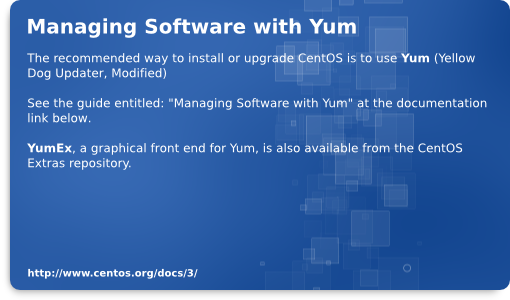 Managing Software with Yum
The recommended way to install or upgrade CentOS is to use Yum (Yellow
Dog Updater, Modified)
See the guide entitled: "Managing Software with Yum" at the documentation
link below.
YumEx, a graphical front end for Yum, is also available from the CentOS
Extras repository.
http://www.centos.org/docs/3/